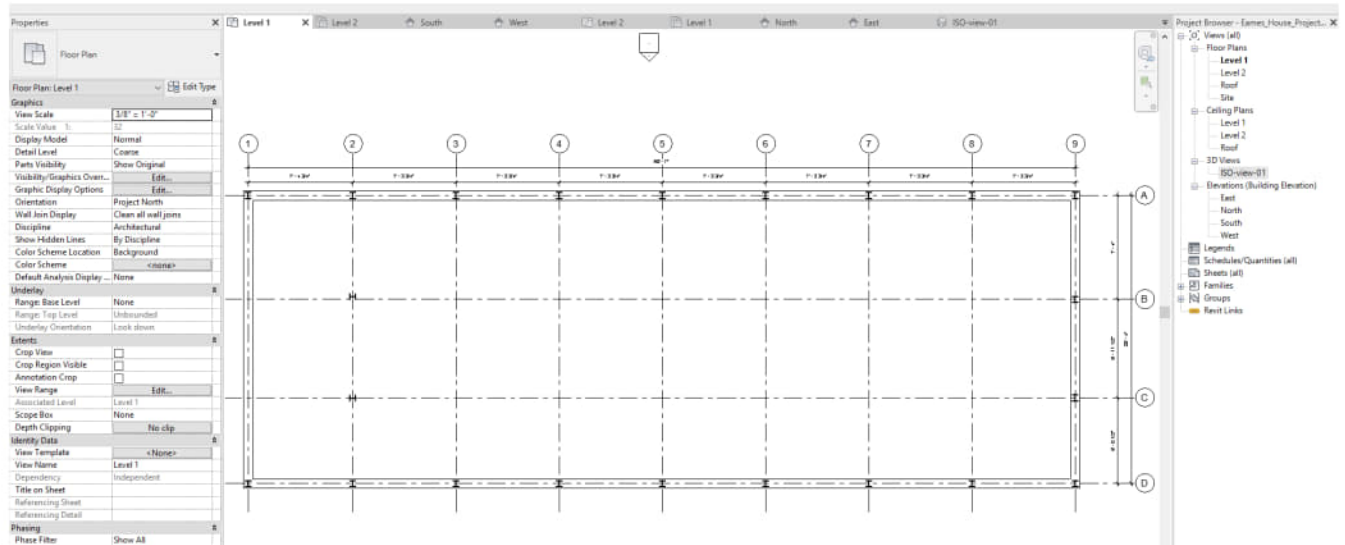 Properties
Floor Plan
Floor Plan: Level 1
Edit Type
Graphics
View Scale 3/8" = 1'-0"
Scale Value 1: 32
Display Model Normal
Detail Level Coarse
Parts Visibility Show Original
Visibility/Graphics Overr... Edit...
Graphic Display Options Edit...
Orientation Project North
Wall Join Display Clean all wall joins
Discipline Architectural
Show Hidden Lines By Discipline
Color Scheme Location Background
Color Scheme <none>
Default Analysis Display ... None
Underlay
Range: Base Level None
Range: Top Level Unbounded
Underlay Orientation Look down
Extents
Crop View
Crop Region Visible
Annotation Crop
View Range Edit...
Associated Level Level 1
Scope Box None
Depth Clipping No clip
Identity Data
View Template <None>
View Name Level 1
Dependency Independent
Title on Sheet
Referencing Sheet
Referencing Detail
Phasing
Phase Filter Show All
Level 1 Level 2 South West Level 2 Level 1 North East ISO-view-01
1 2 3 4 5 6 7 8 9
A
B
C
D
Project Browser - Eames_House_Project...
Views (all)
Floor Plans
Level 1
Level 2
Roof
Site
Ceiling Plans
Level 1
Level 2
Roof
3D Views
ISO-view-01
Elevations (Building Elevation)
East
North
South
West
Legends
Schedules/Quantities (all)
Sheets (all)
Families
Groups
Revit Links